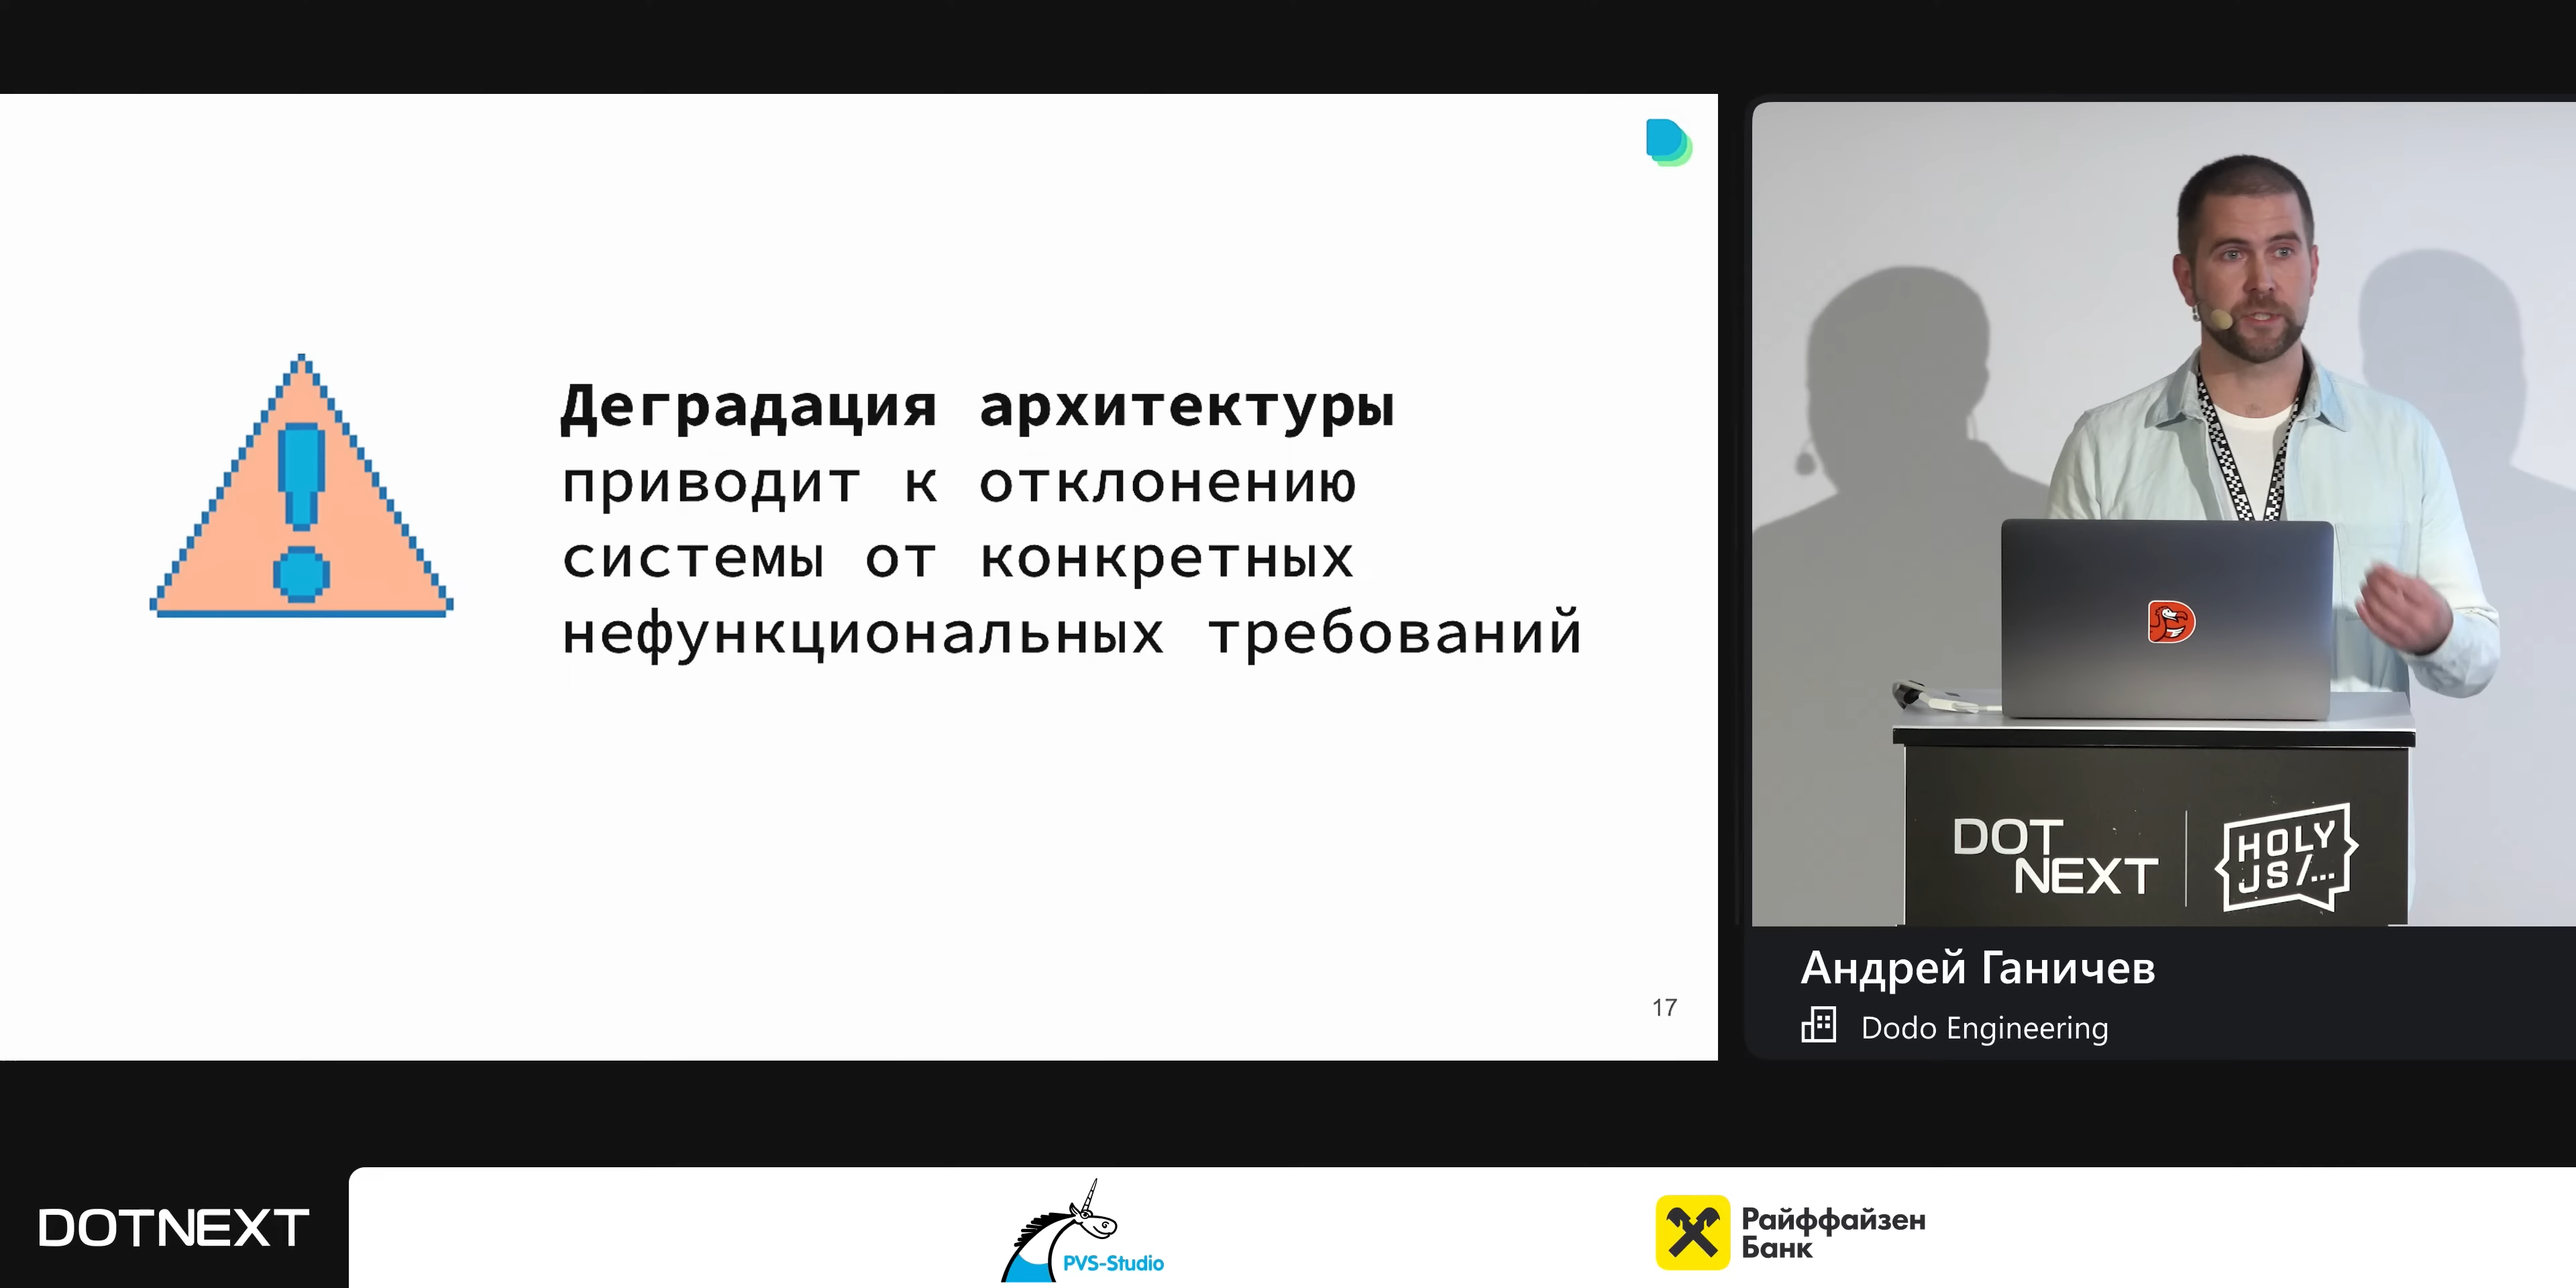 Деградация архитектуры
приводит к отклонению
системы от конкретных
нефункциональных требований
17
DOT
NEXT
HOLY
JS/...
Андрей Ганичев
Dodo Engineering
DOTNEXT
PVS-Studio
Райффайзен
Банк